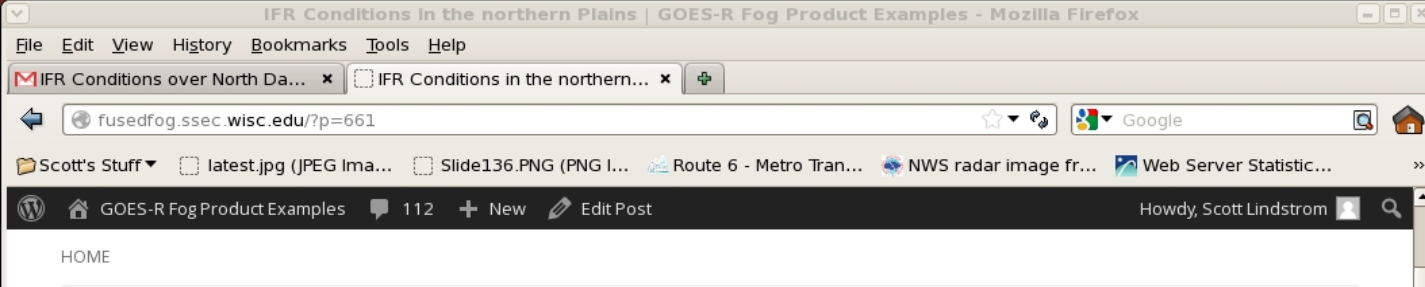 IFR Conditions in the northern Plains | GOES-R Fog Product Examples - Mozilla Firefox
File Edit View History Bookmarks Tools Help
IFR Conditions over North Da... IFR Conditions in the northern...
fusedfog.ssec.wisc.edu/?p=661 Google
Scott's Stuff latest.jpg (JPEG Ima... Slide136.PNG (PNG I... Route 6 - Metro Tran... NWS radar image fr... Web Server Statistic... »
GOES-R Fog Product Examples 112 New Edit Post Howdy, Scott Lindstrom
HOME